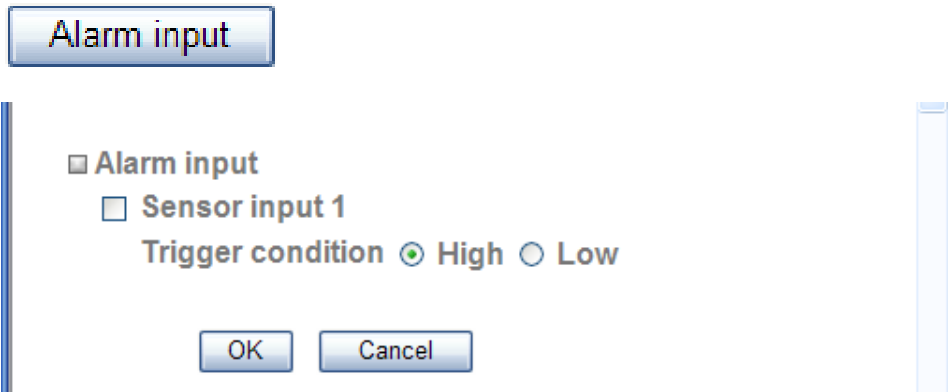 Alarm input
Alarm input
Sensor input 1
Trigger condition High Low
OK Cancel